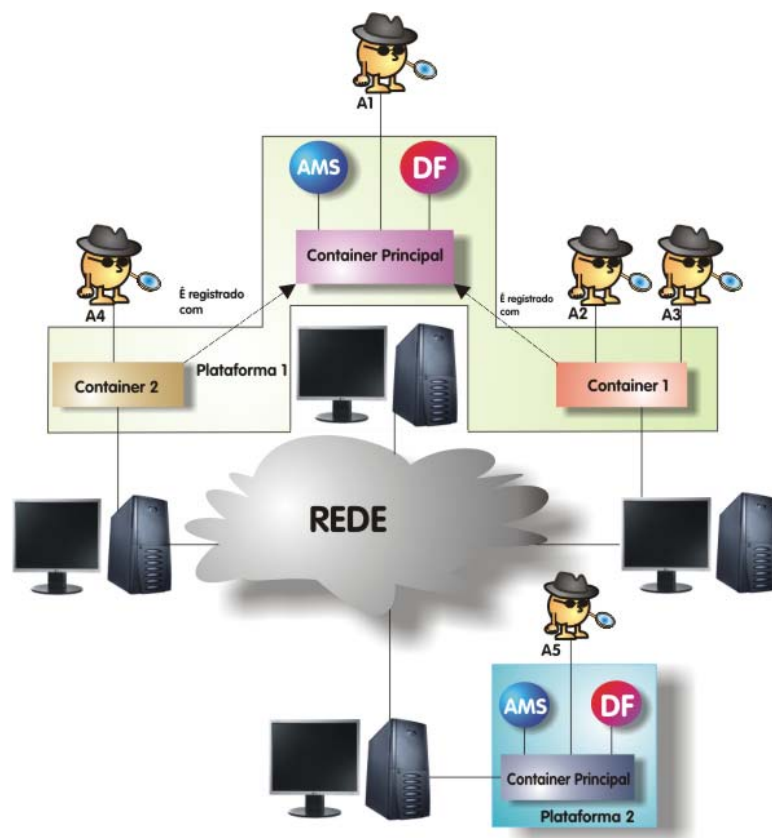 A1
AMS
DF
Container Principal
A4
É registrado
com
É registrado
com
A2
A3
Container 2
Plataforma 1
Container 1
REDE
A5
AMS
DF
Container Principal
Plataforma 2